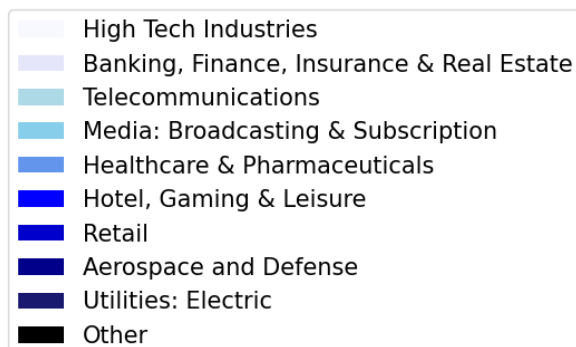 High Tech Industries
Banking, Finance, Insurance & Real Estate
Telecommunications
Media: Broadcasting & Subscription
Healthcare & Pharmaceuticals
Hotel, Gaming & Leisure
Retail
Aerospace and Defense
Utilities: Electric
Other